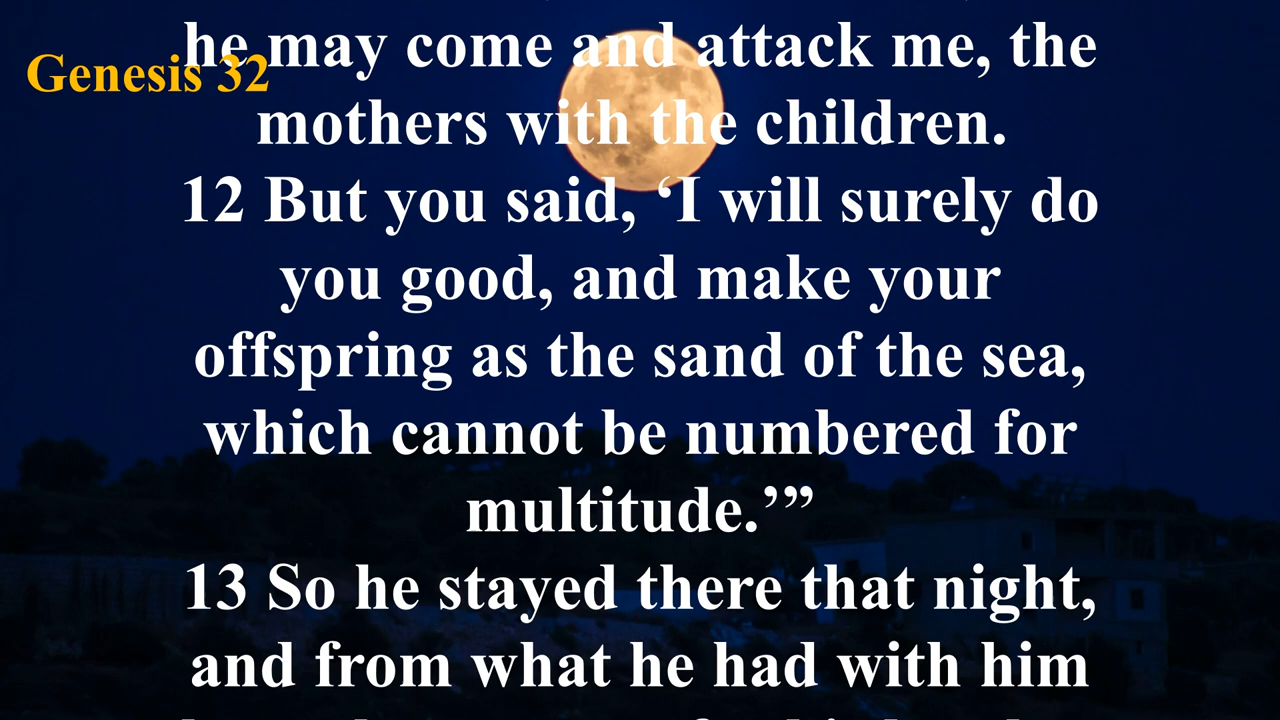 Genesis 32
he may come and attack me, the
mothers with the children.
12 But you said, ‘I will surely do
you good, and make your
offspring as the sand of the sea,
which cannot be numbered for
multitude.’”
13 So he stayed there that night,
and from what he had with him